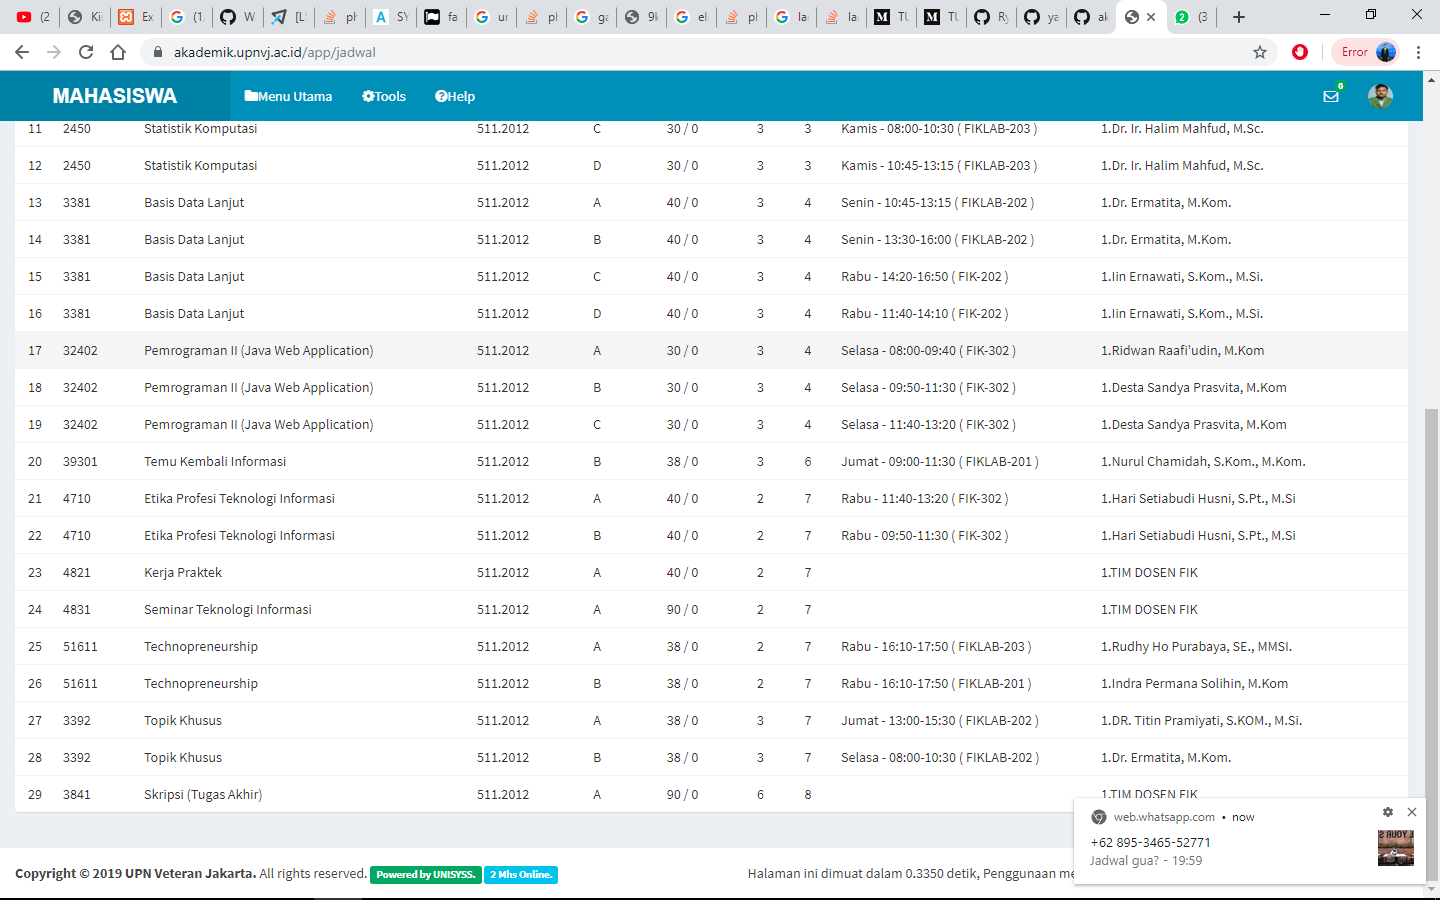 (2 Ki Ex (1, W [L' ph A SY fa ur ph ga 9k el ph lar lar M TU M TU Ry ya ak 2 (3
akademik.upnvj.ac.id/app/jadwal Error
MAHASISWA Menu Utama Tools Help 0
11 2450 Statistik Komputasi 511.2012 C 30 / 0 3 3 Kamis - 08:00-10:30 ( FIKLAB-203 ) 1.Dr. Ir. Halim Mahfud, M.Sc.
12 2450 Statistik Komputasi 511.2012 D 30 / 0 3 3 Kamis - 10:45-13:15 ( FIKLAB-203 ) 1.Dr. Ir. Halim Mahfud, M.Sc.
13 3381 Basis Data Lanjut 511.2012 A 40 / 0 3 4 Senin - 10:45-13:15 ( FIKLAB-202 ) 1.Dr. Ermatita, M.Kom.
14 3381 Basis Data Lanjut 511.2012 B 40 / 0 3 4 Senin - 13:30-16:00 ( FIKLAB-202 ) 1.Dr. Ermatita, M.Kom.
15 3381 Basis Data Lanjut 511.2012 C 40 / 0 3 4 Rabu - 14:20-16:50 ( FIK-202 ) 1.Iin Ernawati, S.Kom., M.Si.
16 3381 Basis Data Lanjut 511.2012 D 40 / 0 3 4 Rabu - 11:40-14:10 ( FIK-202 ) 1.Iin Ernawati, S.Kom., M.Si.
17 32402 Pemrograman II (Java Web Application) 511.2012 A 30 / 0 3 4 Selasa - 08:00-09:40 ( FIK-302 ) 1.Ridwan Raafi'udin, M.Kom
18 32402 Pemrograman II (Java Web Application) 511.2012 B 30 / 0 3 4 Selasa - 09:50-11:30 ( FIK-302 ) 1.Desta Sandya Prasvita, M.Kom
19 32402 Pemrograman II (Java Web Application) 511.2012 C 30 / 0 3 4 Selasa - 11:40-13:20 ( FIK-302 ) 1.Desta Sandya Prasvita, M.Kom
20 39301 Temu Kembali Informasi 511.2012 B 38 / 0 3 6 Jumat - 09:00-11:30 ( FIKLAB-201 ) 1.Nurul Chamidah, S.Kom., M.Kom.
21 4710 Etika Profesi Teknologi Informasi 511.2012 A 40 / 0 2 7 Rabu - 11:40-13:20 ( FIK-302 ) 1.Hari Setiabudi Husni, S.Pt., M.Si
22 4710 Etika Profesi Teknologi Informasi 511.2012 B 40 / 0 2 7 Rabu - 09:50-11:30 ( FIK-302 ) 1.Hari Setiabudi Husni, S.Pt., M.Si
23 4821 Kerja Praktek 511.2012 A 40 / 0 2 7 1.TIM DOSEN FIK
24 4831 Seminar Teknologi Informasi 511.2012 A 90 / 0 2 7 1.TIM DOSEN FIK
25 51611 Technopreneurship 511.2012 A 38 / 0 2 7 Rabu - 16:10-17:50 ( FIKLAB-203 ) 1.Rudhy Ho Purabaya, SE., MMSI.
26 51611 Technopreneurship 511.2012 B 38 / 0 2 7 Rabu - 16:10-17:50 ( FIKLAB-201 ) 1.Indra Permana Solihin, M.Kom
27 3392 Topik Khusus 511.2012 A 38 / 0 3 7 Jumat - 13:00-15:30 ( FIKLAB-202 ) 1.DR. Titin Pramiyati, S.KOM., M.Si.
28 3392 Topik Khusus 511.2012 B 38 / 0 3 7 Selasa - 08:00-10:30 ( FIKLAB-202 ) 1.Dr. Ermatita, M.Kom.
29 3841 Skripsi (Tugas Akhir) 511.2012 A 90 / 0 6 8 1.TIM DOSEN FIK
web.whatsapp.com • now
+62 895-3465-52771
Jadwal gua? - 19:59
Copyright © 2019 UPN Veteran Jakarta. All rights reserved. Powered by UNISYSS. 2 Mhs Online. Halaman ini dimuat dalam 0.3350 detik, Penggunaan me